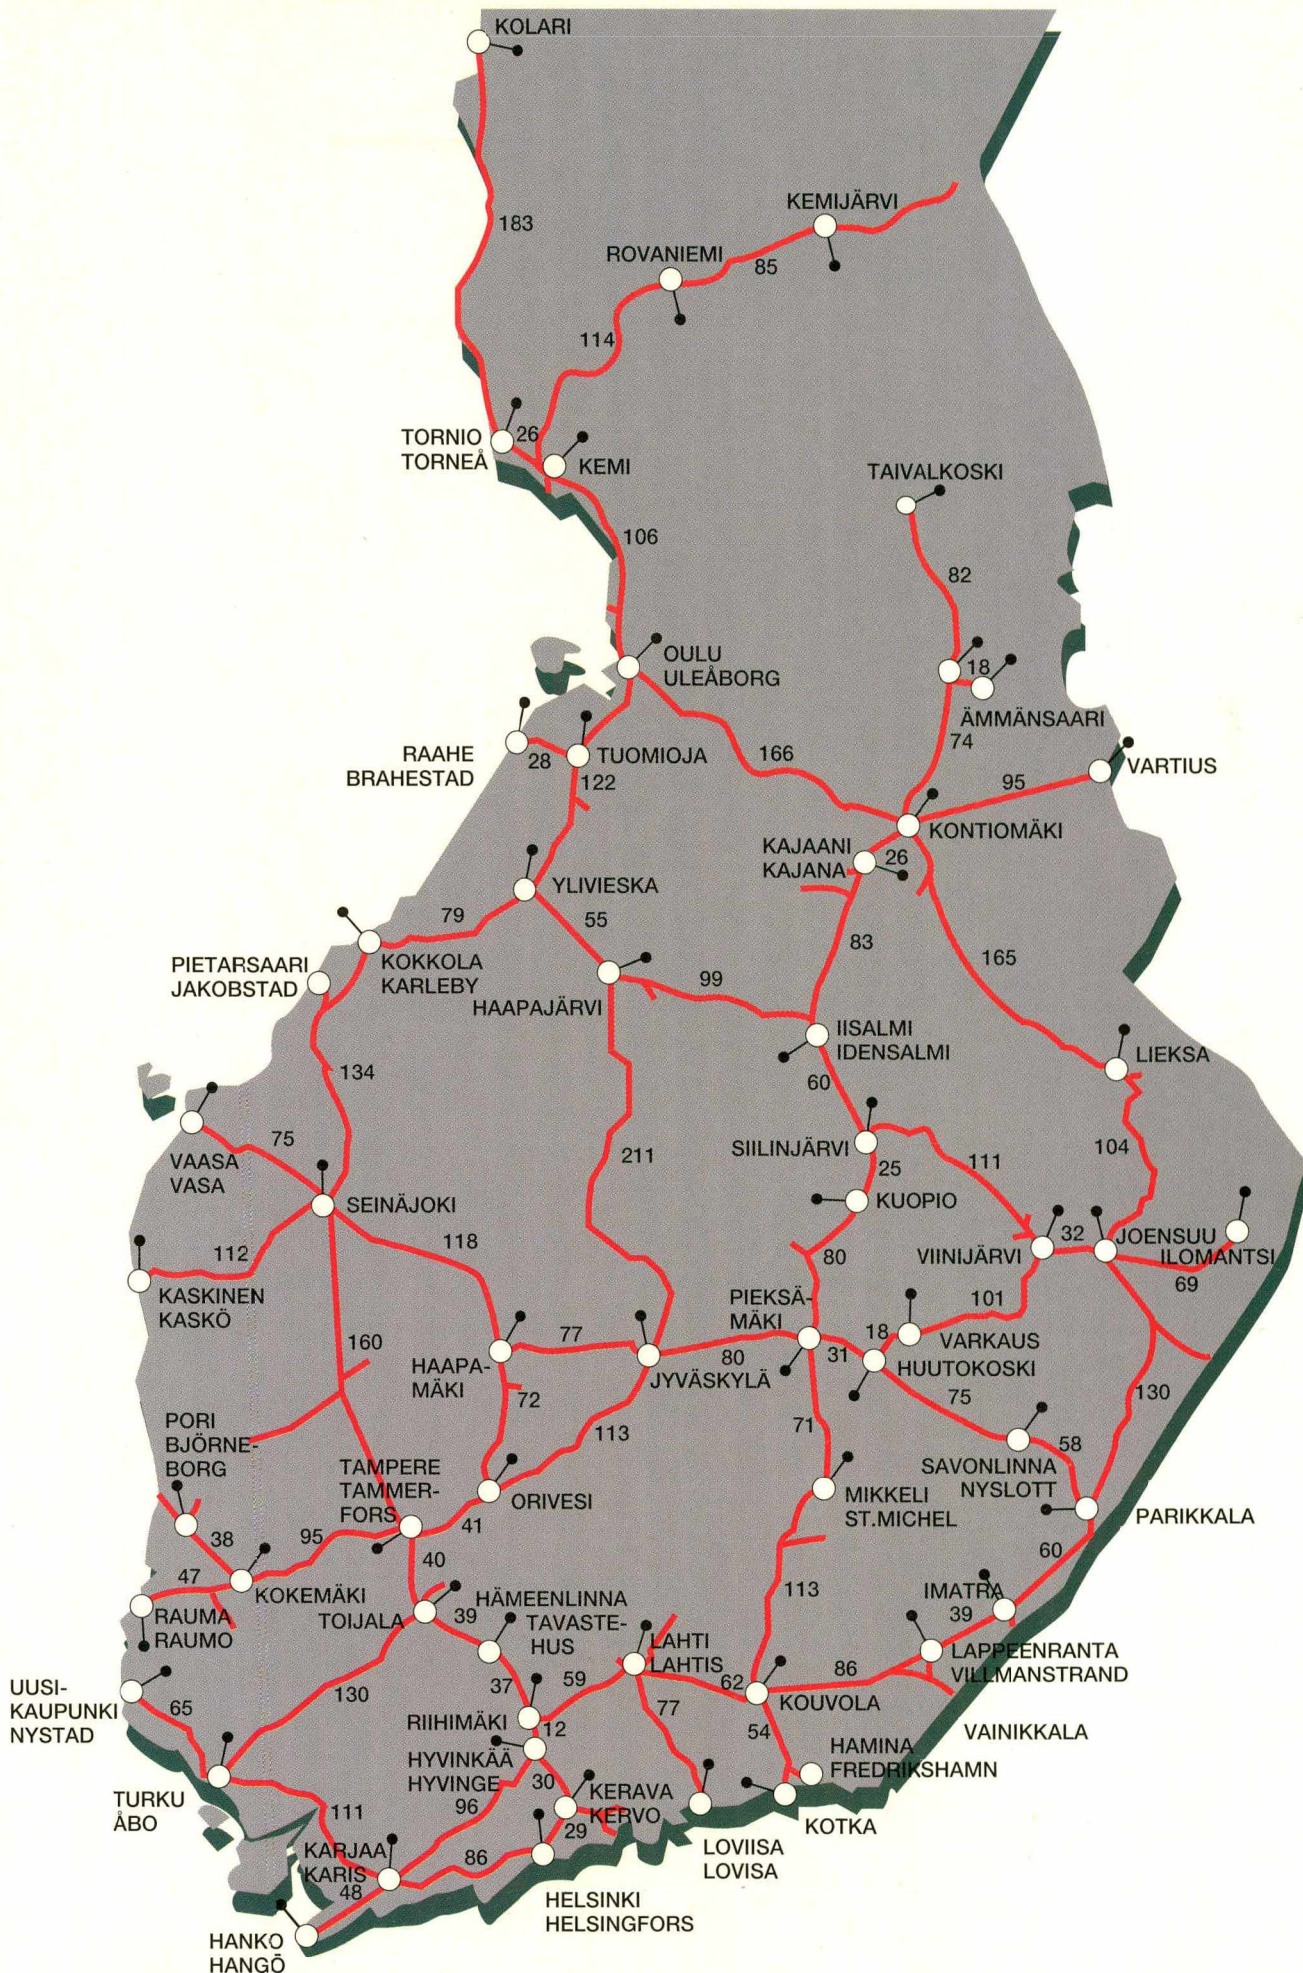 KOLARI
183
KEMIJÄRVI
ROVANIEMI
85
114
TORNIO
TORNEÅ
26
KEMI
TAIVALKOSKI
106
82
OULU
ULEÅBORG
18
ÄMMÄNSAARI
74
RAAHE
BRAHESTAD
28
TUOMIOJA
122
166
95
VARTIUS
KONTIOMÄKI
KAJAANI
KAJANA
26
YLIVIESKA
79
55
83
165
PIETARSAARI
JAKOBSTAD
KOKKOLA
KARLEBY
HAAPAJÄRVI
99
IISALMI
IDENSALMI
LIEKSA
134
60
75
VAASA
VASA
211
SIILINJÄRVI
25
111
104
KUOPIO
SEINÄJOKI
112
118
80
VIINIJÄRVI
32
JOENSUU
ILOMANTSI
69
KASKINEN
KASKÖ
PIEKSÄ-
MÄKI
101
160
HAAPA-
MÄKI
77
JYVÄSKYLÄ
80
31
18
VARKAUS
HUUTOKOSKI
72
113
71
75
130
PORI
BJÖRNE-
BORG
TAMPERE
TAMMER-
FORS
58
SAVONLINNA
NYSLOTT
ORIVESI
MIKKELI
ST.MICHEL
PARIKKALA
38
95
41
40
60
47
KOKEMÄKI
TOIJALA
RAUMA
RAUMO
39
HÄMEENLINNA
TAVASTE-
HUS
113
IMATRA
39
LAHTI
LAHTIS
LAPPEENRANTA
VILLMANSTRAND
UUSI-
KAUPUNKI
NYSTAD
65
130
37
59
62
86
KOUVOLA
RIIHIMÄKI
12
77
54
VAINIKKALA
HYVINKÄÄ
HYVINGE
30
HAMINA
FREDRIKSHAMN
TURKU
ÅBO
111
96
KERAVA
KERVO
29
KOTKA
KARJAA
KARIS
86
48
LOVIISA
LOVISA
HELSINKI
HELSINGFORS
HANKO
HANGÖ